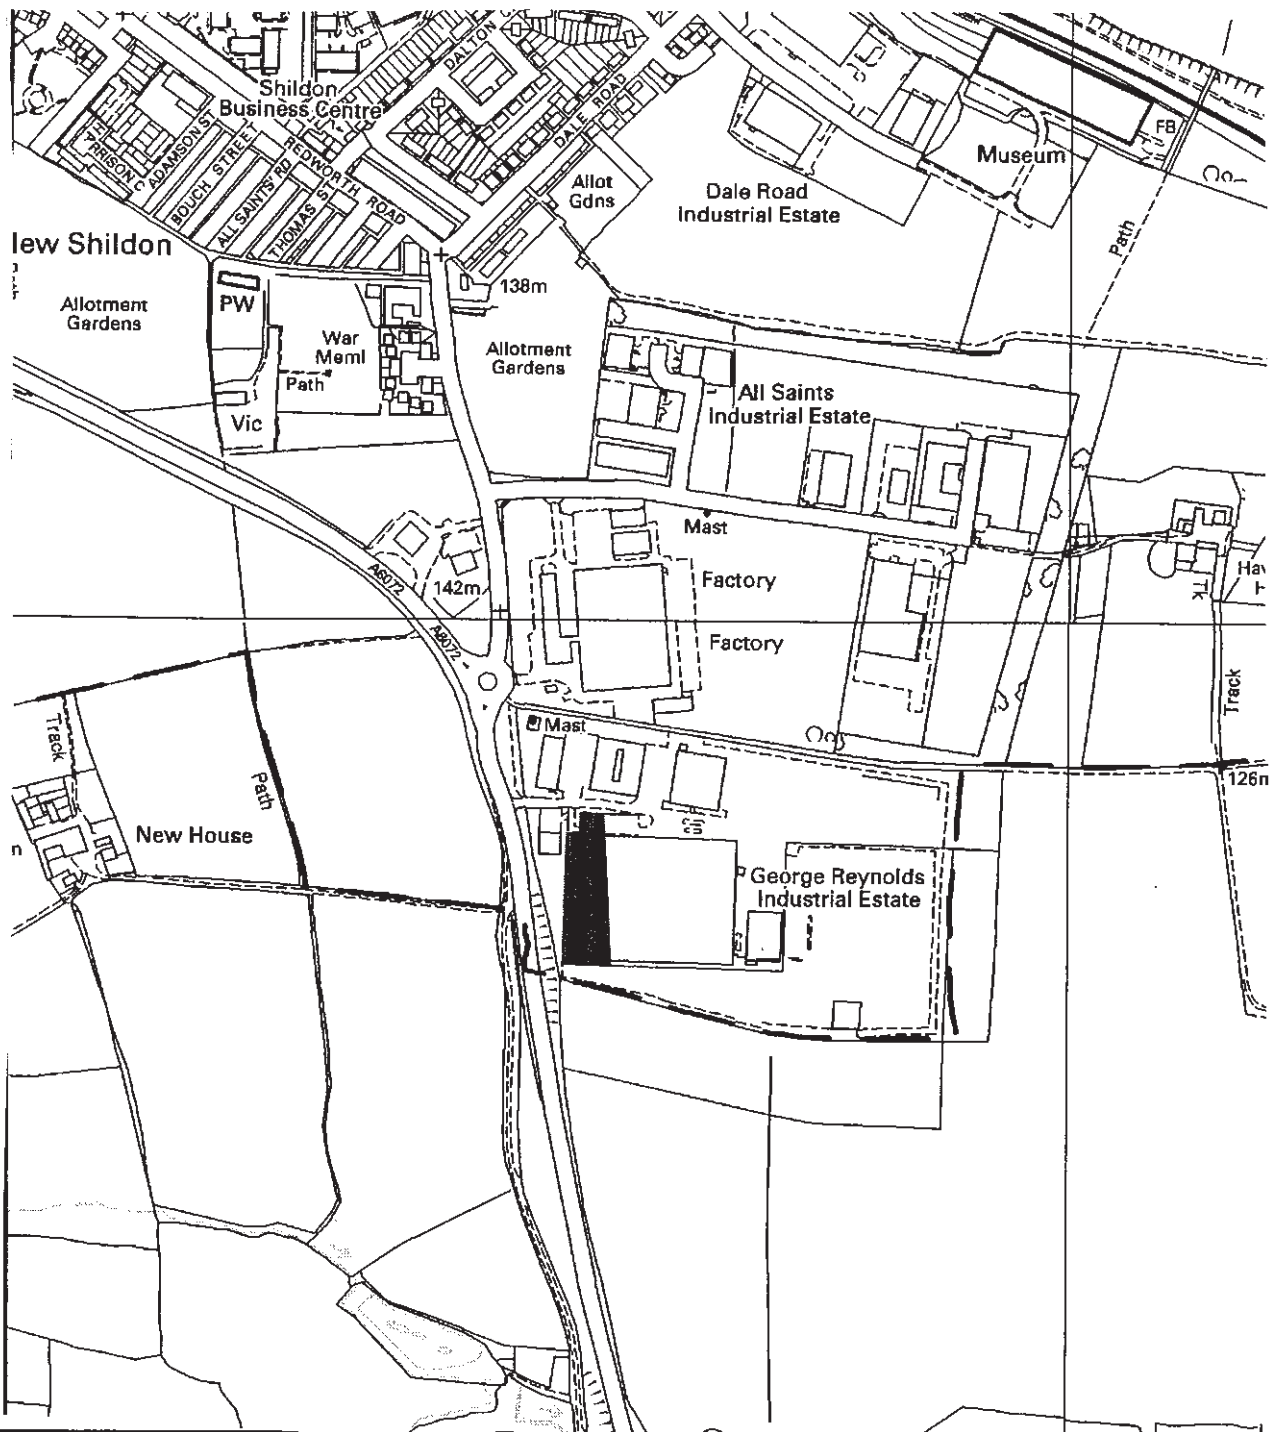 DALTON C
Shildon
Business Centre
DALE ROAD
FB
Museum
HARRISON C
ADAMSON S
BOUCH STREET
ALL SAINTS' RD
THOMAS ST
REDWORTH ROAD
Allot
Gdns
Dale Road
Industrial Estate
Path
lew Shildon
138m
PW
Allotment
Gardens
War
Meml
Path
Allotment
Gardens
Vic
All Saints
Industrial Estate
Mast
A6072
142m
Factory
Hav
H
Tk
A6072
Factory
Track
Track
Mast
126m
Path
New House
n
George Reynolds
Industrial Estate